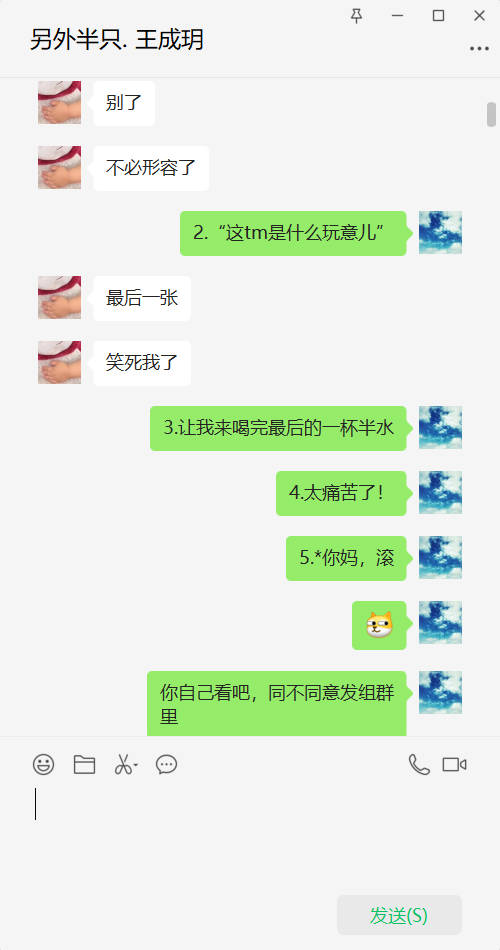 另外半只. 王成玥
别了
不必形容了
2.“这tm是什么玩意儿”
最后一张
笑死我了
3.让我来喝完最后的一杯半水
4.太痛苦了！
5.*你妈，滚
你自己看吧，同不同意发组群
里
发送(S)